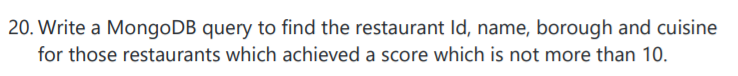 20. Write a MongoDB query to find the restaurant Id, name, borough and cuisine
for those restaurants which achieved a score which is not more than 10.